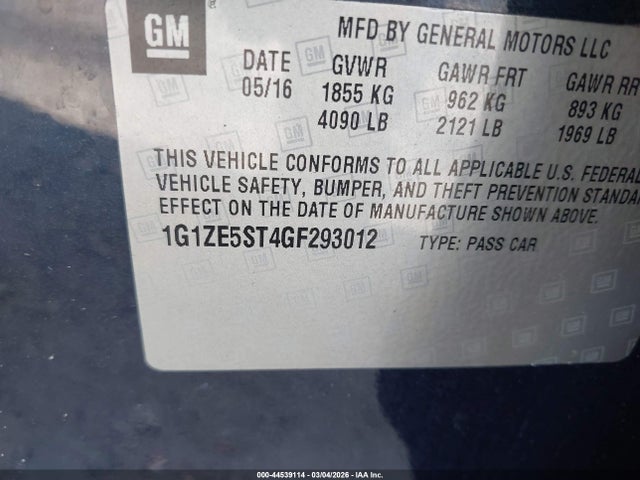 GM
MFD BY GENERAL MOTORS LLC
DATE GVWR GAWR FRT GAWR RR
05/16 1855 KG 962 KG 893 KG
4090 LB 2121 LB 1969 LB
THIS VEHICLE CONFORMS TO ALL APPLICABLE U.S. FEDERAL
VEHICLE SAFETY, BUMPER, AND THEFT PREVENTION STANDA
EFFECT ON THE DATE OF MANUFACTURE SHOWN ABOVE.
1G1ZE5ST4GF293012 TYPE: PASS CAR
000-44539114 | 03/04/2026 | IAA Inc.